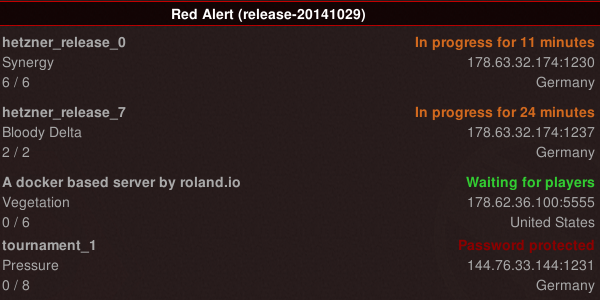 Red Alert (release-20141029)
hetzner_release_0 In progress for 11 minutes
Synergy 178.63.32.174:1230
6 / 6 Germany
hetzner_release_7 In progress for 24 minutes
Bloody Delta 178.63.32.174:1237
2 / 2 Germany
A docker based server by roland.io Waiting for players
Vegetation 178.62.36.100:5555
0 / 6 United States
tournament_1 Password protected
Pressure 144.76.33.144:1231
0 / 8 Germany